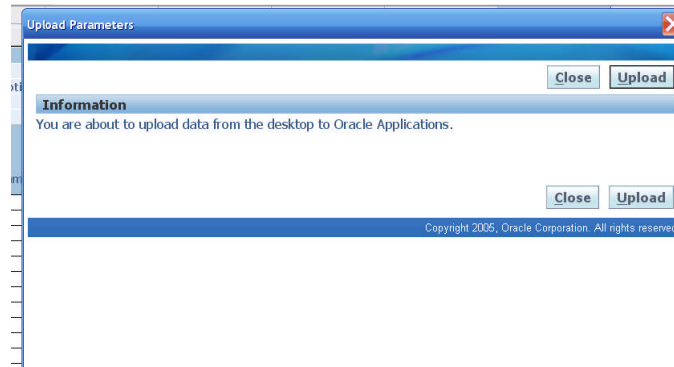 Upload Parameters
Close Upload
Information
You are about to upload data from the desktop to Oracle Applications.
Close Upload
Copyright 2005, Oracle Corporation. All rights reserved